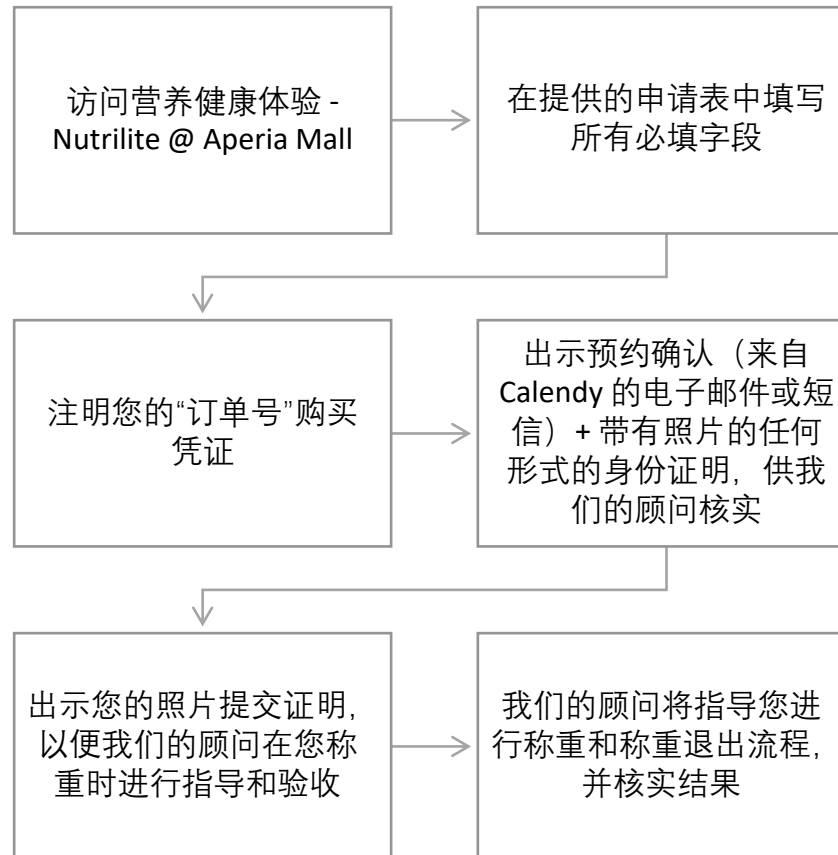 访问营养健康体验 -
Nutrilite @ Aperia Mall
在提供的申请表中填写
所有必填字段
注明您的“订单号”购买
凭证
出示预约确认（来自
Calendy 的电子邮件或短
信）+ 带有照片的任何
形式的身份证明，供我
们的顾问核实
出示您的照片提交证明，
以便我们的顾问在您称
重时进行指导和验收
我们的顾问将指导您进
行称重和称重退出流程，
并核实结果